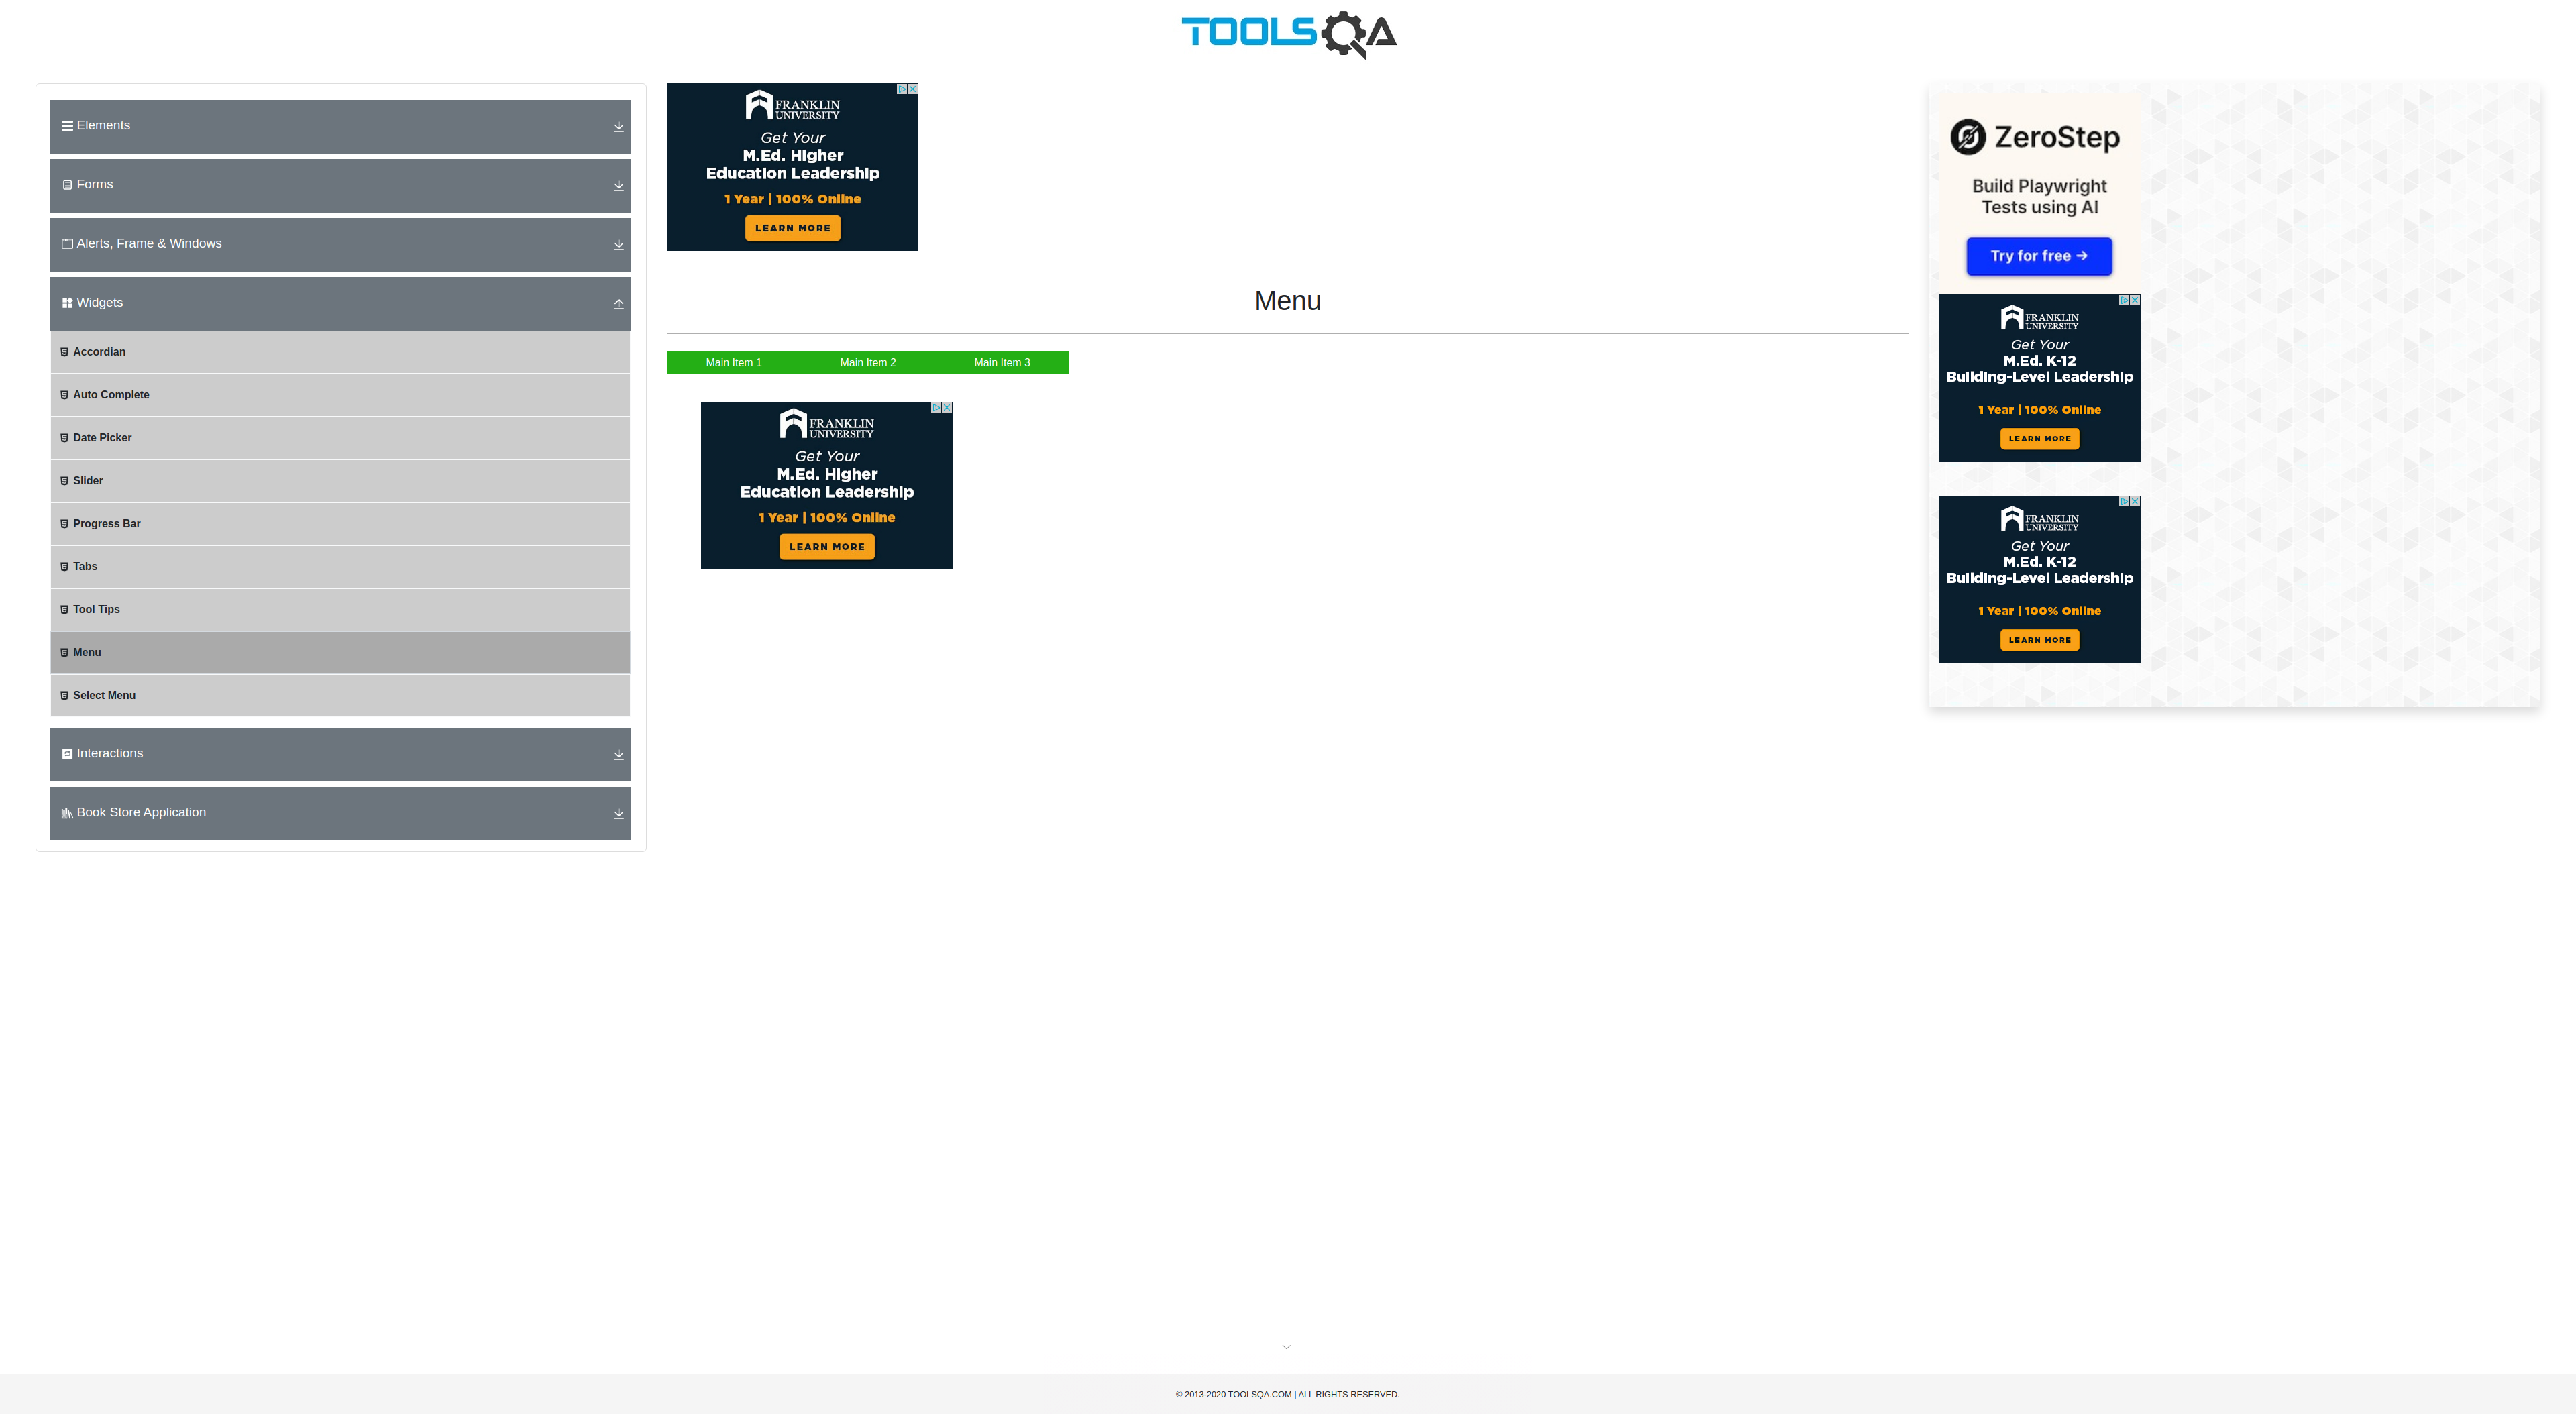 TOOLSQA
Elements
Forms
Alerts, Frame & Windows
Widgets
Accordian
Auto Complete
Date Picker
Slider
Progress Bar
Tabs
Tool Tips
Menu
Select Menu
Interactions
Book Store Application
FRANKLIN
UNIVERSITY
Get Your
M.Ed. Higher
Education Leadership
1 Year | 100% Online
LEARN MORE
Menu
Main Item 1
Main Item 2
Main Item 3
FRANKLIN
UNIVERSITY
Get Your
M.Ed. Higher
Education Leadership
1 Year | 100% Online
LEARN MORE
ZeroStep
Build Playwright
Tests using AI
Try for free →
FRANKLIN
UNIVERSITY
Get Your
M.Ed. K-12
Building-Level Leadership
1 Year | 100% Online
LEARN MORE
FRANKLIN
UNIVERSITY
Get Your
M.Ed. K-12
Building-Level Leadership
1 Year | 100% Online
LEARN MORE
© 2013-2020 TOOLSQA.COM | ALL RIGHTS RESERVED.